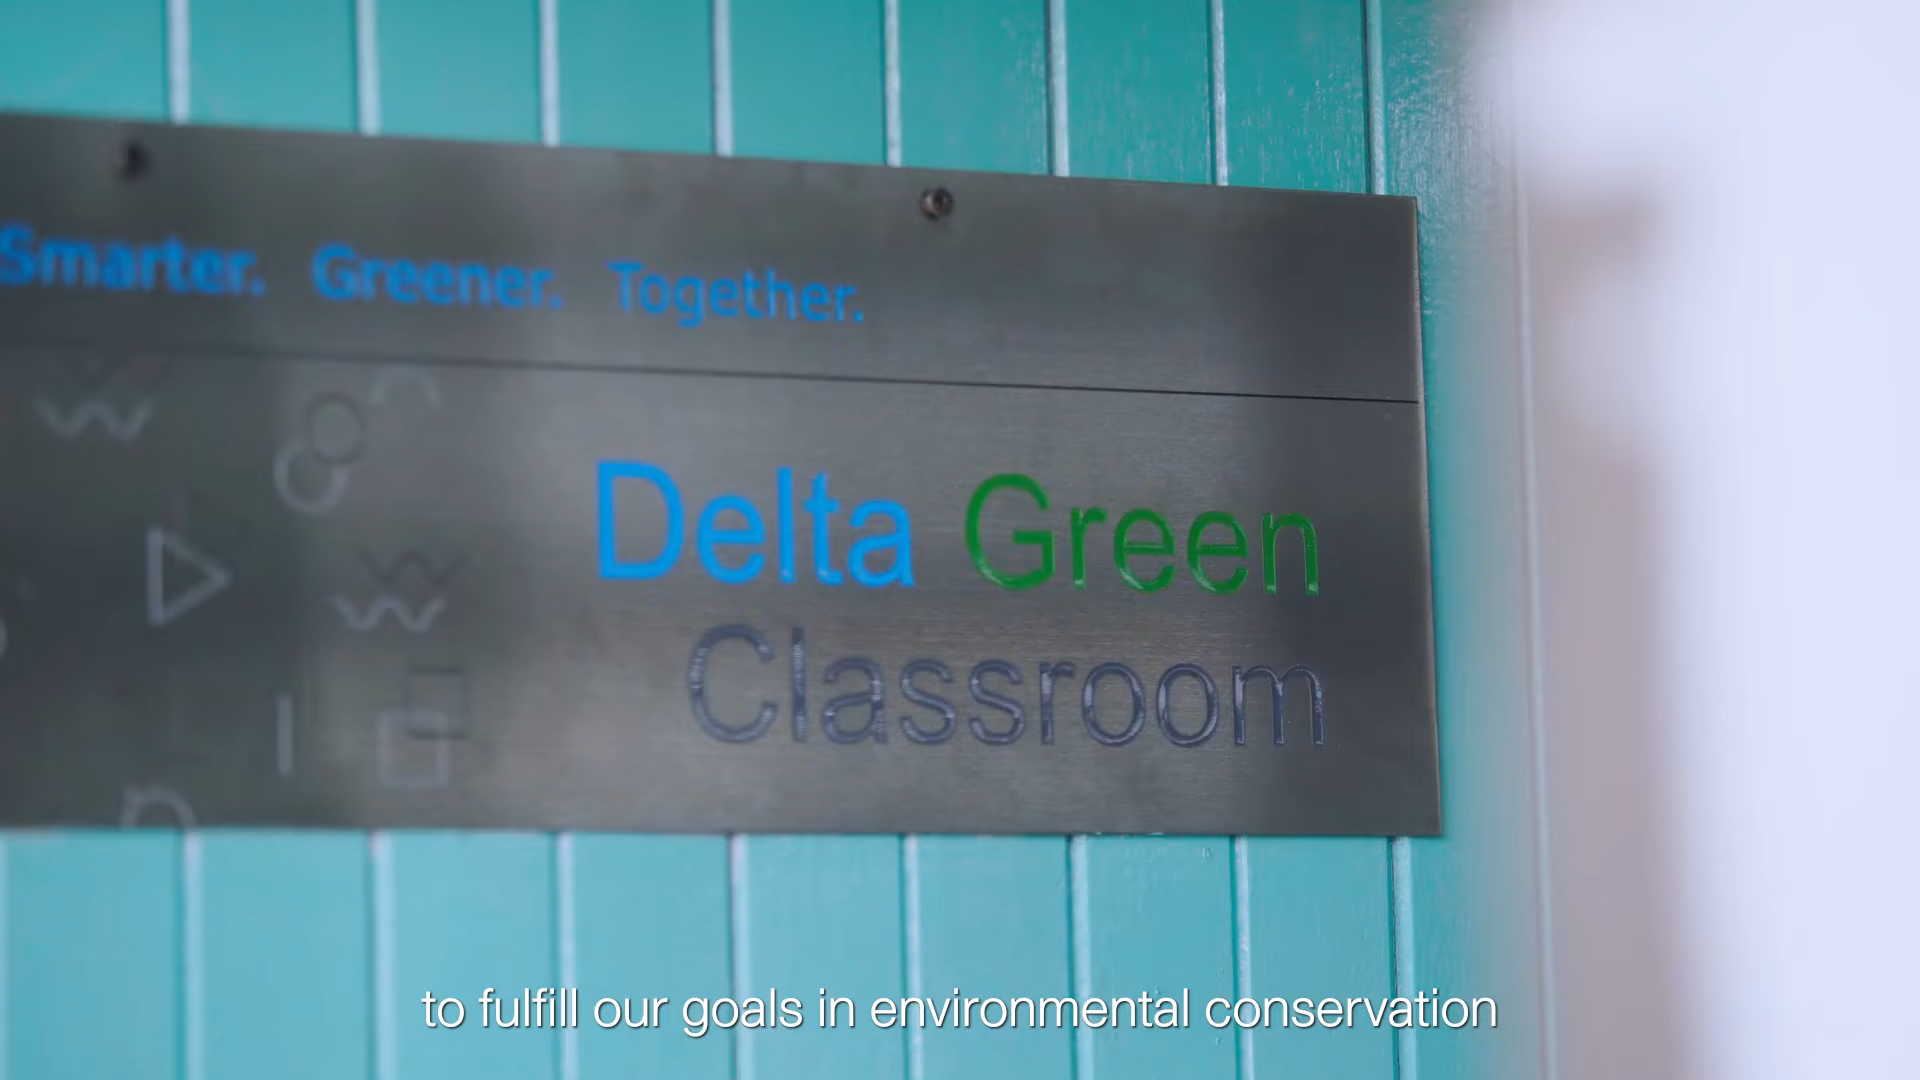 Smarter. Greener. Together.
Delta Green
Classroom
to fulfill our goals in environmental conservation